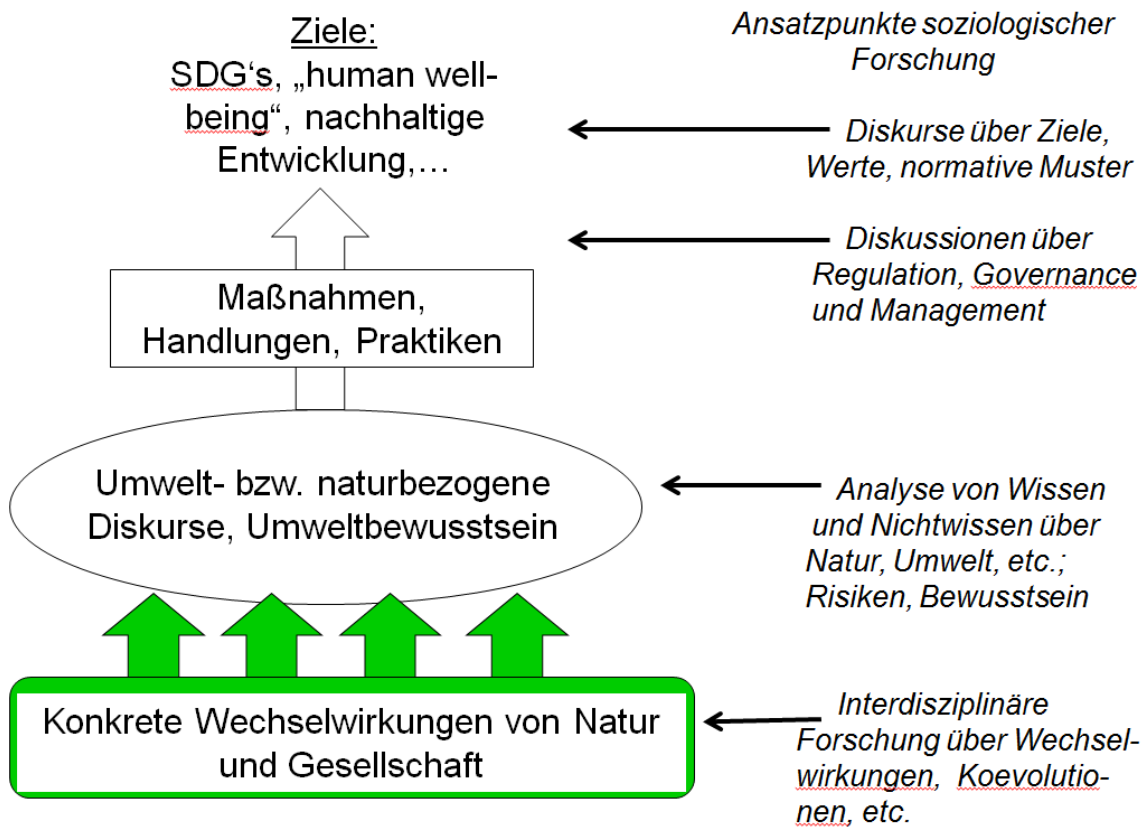 Ziele:
SDG‘s, „human well-
being“, nachhaltige
Entwicklung,…
Maßnahmen,
Handlungen, Praktiken
Umwelt- bzw. naturbezogene
Diskurse, Umweltbewusstsein
Konkrete Wechselwirkungen von Natur
und Gesellschaft
Ansatzpunkte soziologischer
Forschung
Diskurse über Ziele,
Werte, normative Muster
Diskussionen über
Regulation, Governance
und Management
Analyse von Wissen
und Nichtwissen über
Natur, Umwelt, etc.;
Risiken, Bewusstsein
Interdisziplinäre
Forschung über Wechsel-
wirkungen, Koevolutio-
nen, etc.